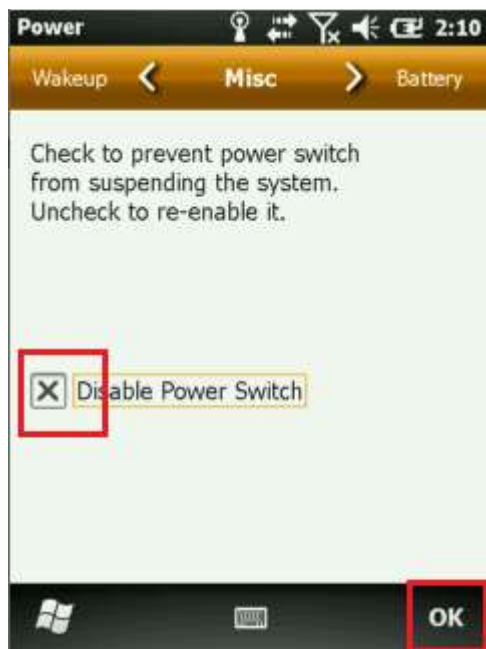 Power 2:10
Wakeup Misc Battery
Check to prevent power switch
from suspending the system.
Uncheck to re-enable it.
Disable Power Switch
OK